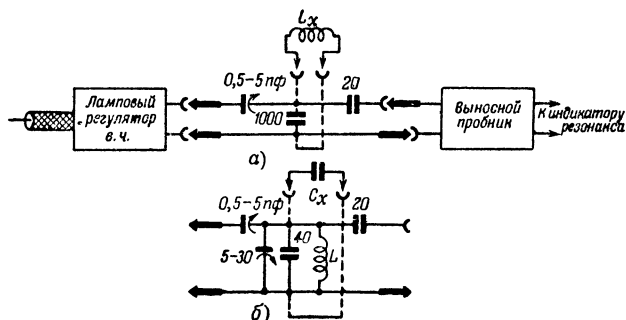 Lx
0,5-5пф
20
Ламповый
регулятор
в.ч.
1000
Выносной
пробник
К индикатору
резонанса
а)
Cx
0,5-5пф
20
5-30
40
L
б)